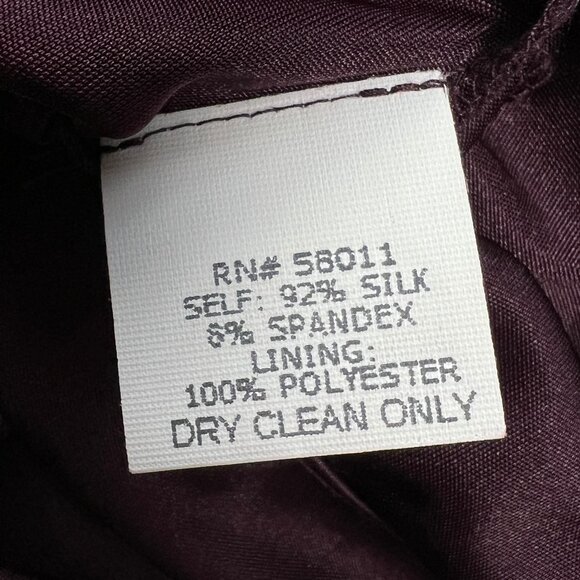 RN# 58011
SELF: 92% SILK
8% SPANDEX
LINING:
100% POLYESTER
DRY CLEAN ONLY